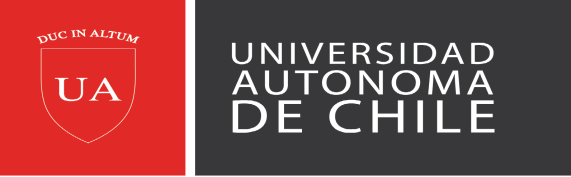 DUC IN ALTUM
UA
UNIVERSIDAD
AUTONOMA
DE CHILE